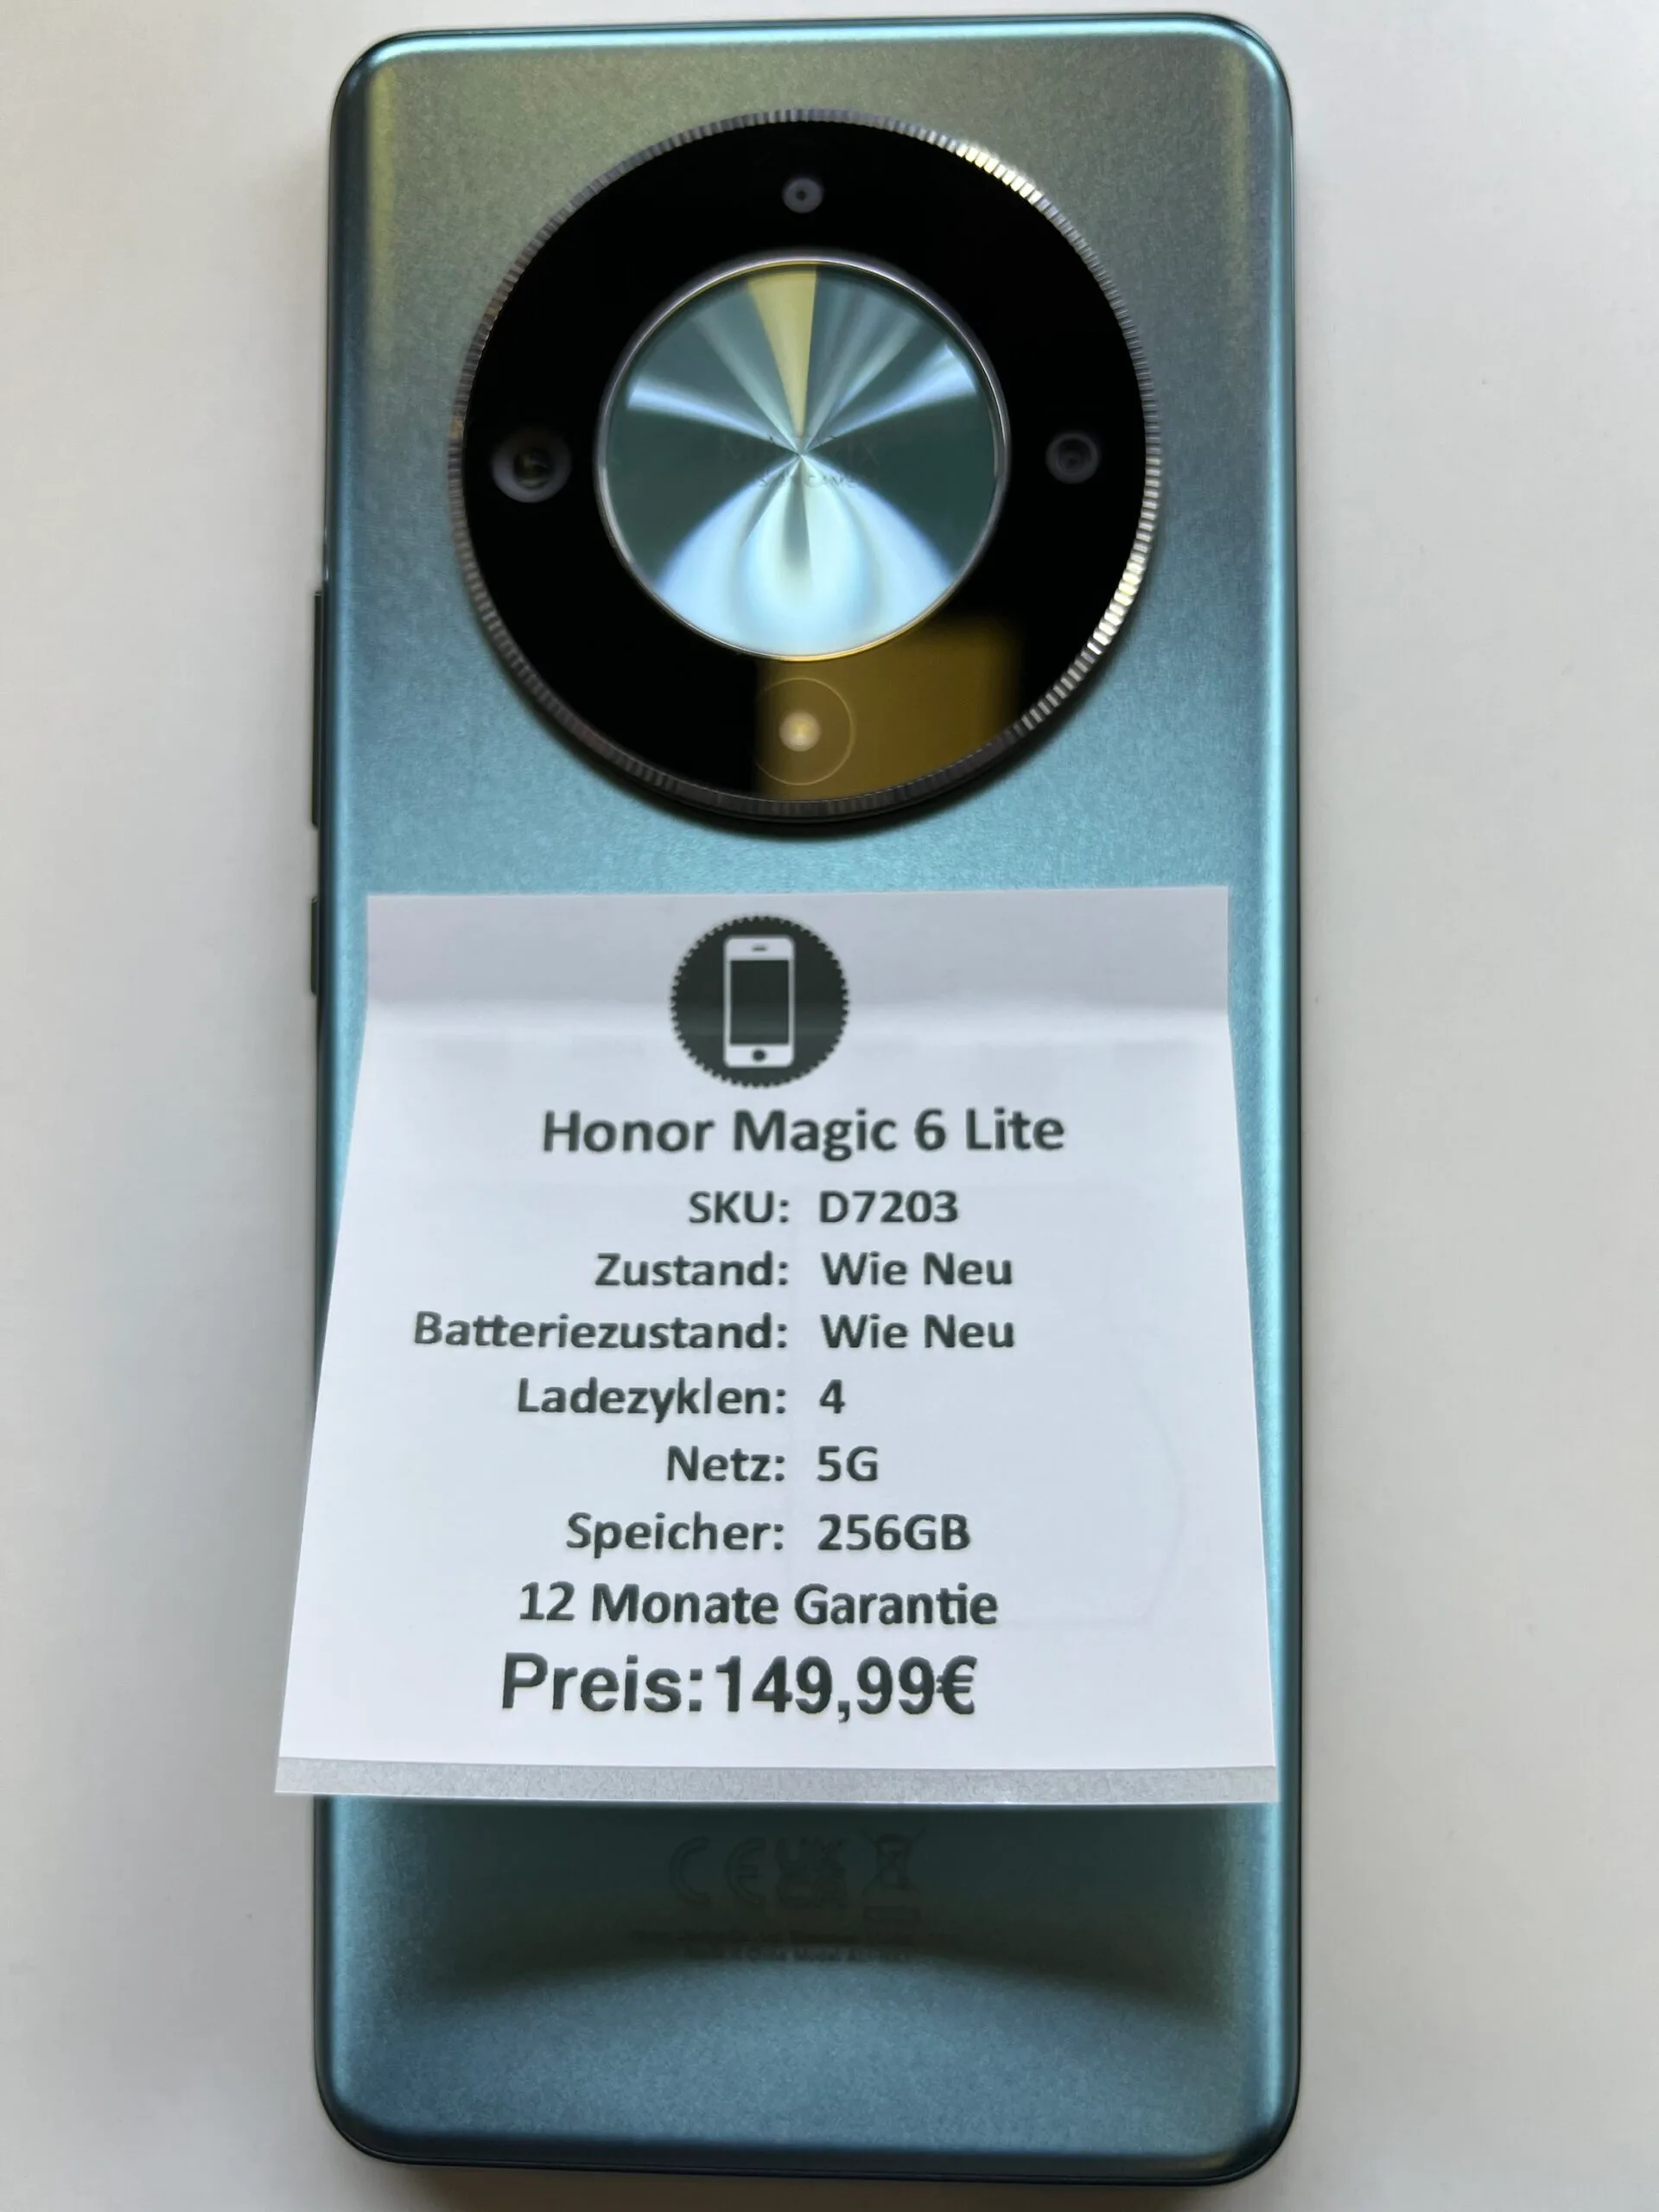 Honor Magic 6 Lite
SKU: D7203
Zustand: Wie Neu
Batteriezustand: Wie Neu
Ladezyklen: 4
Netz: 5G
Speicher: 256GB
12 Monate Garantie
Preis:149,99€
CE